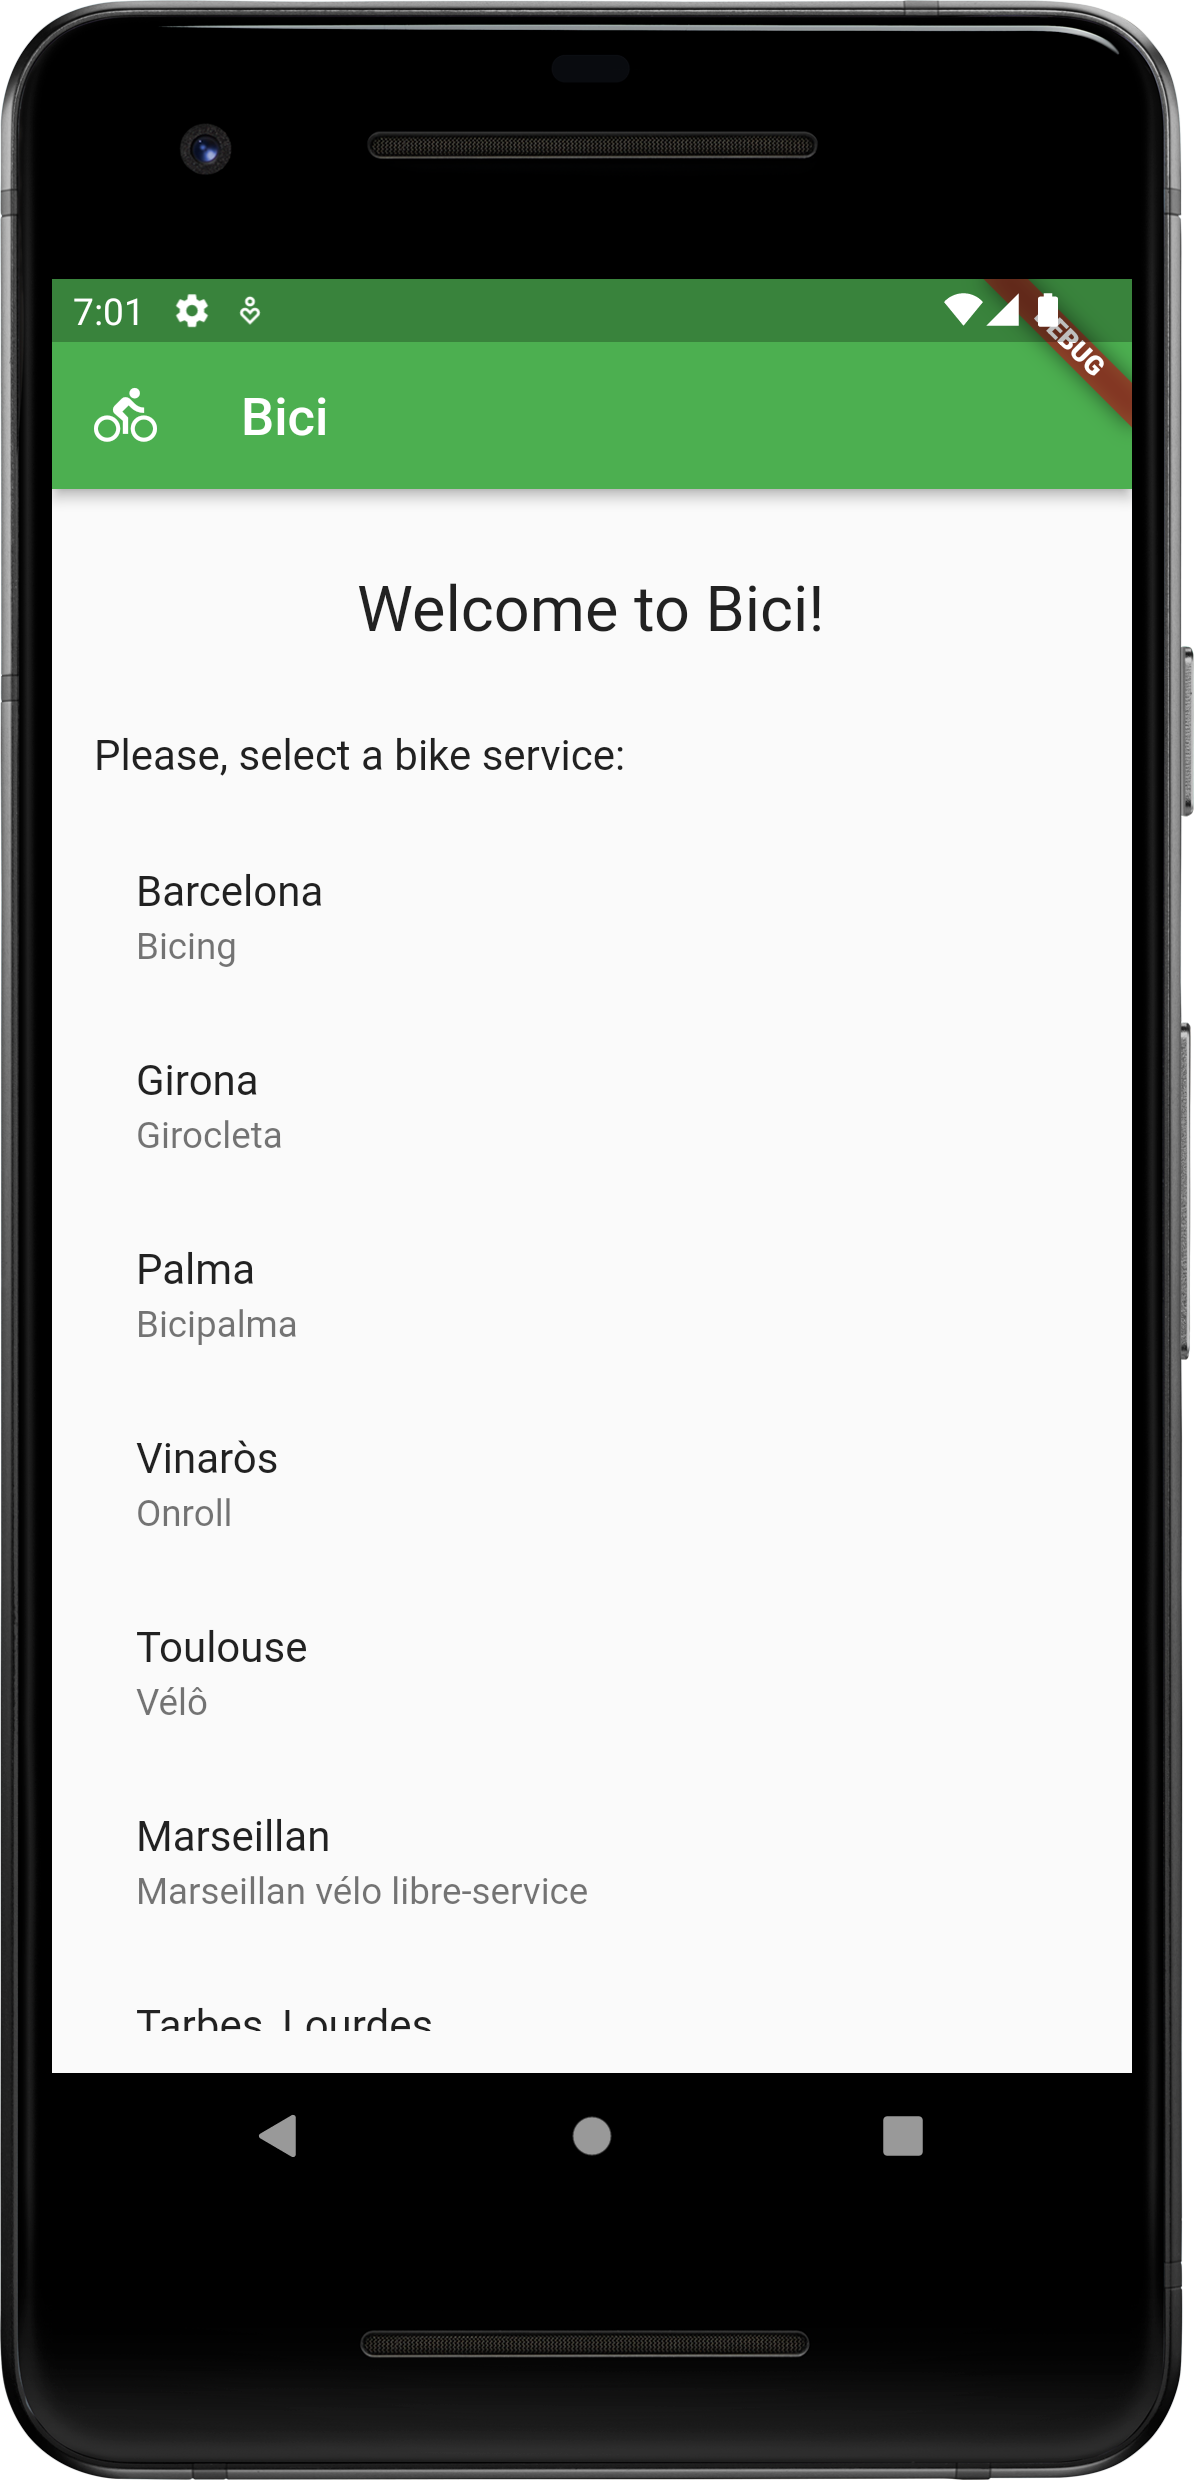 7:01
DEBUG
Bici
Welcome to Bici!
Please, select a bike service:
Barcelona
Bicing
Girona
Girocleta
Palma
Bicipalma
Vinaròs
Onroll
Toulouse
Vélô
Marseillan
Marseillan vélo libre-service
Tarbes, Lourdes